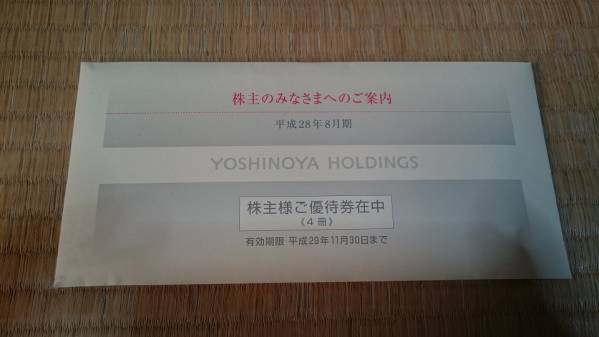 株主のみなさまへのご案内
平成28年8月期
YOSHINOYA HOLDINGS
株主様ご優待券在中
《4冊》
有効期限 平成29年11月30日まで